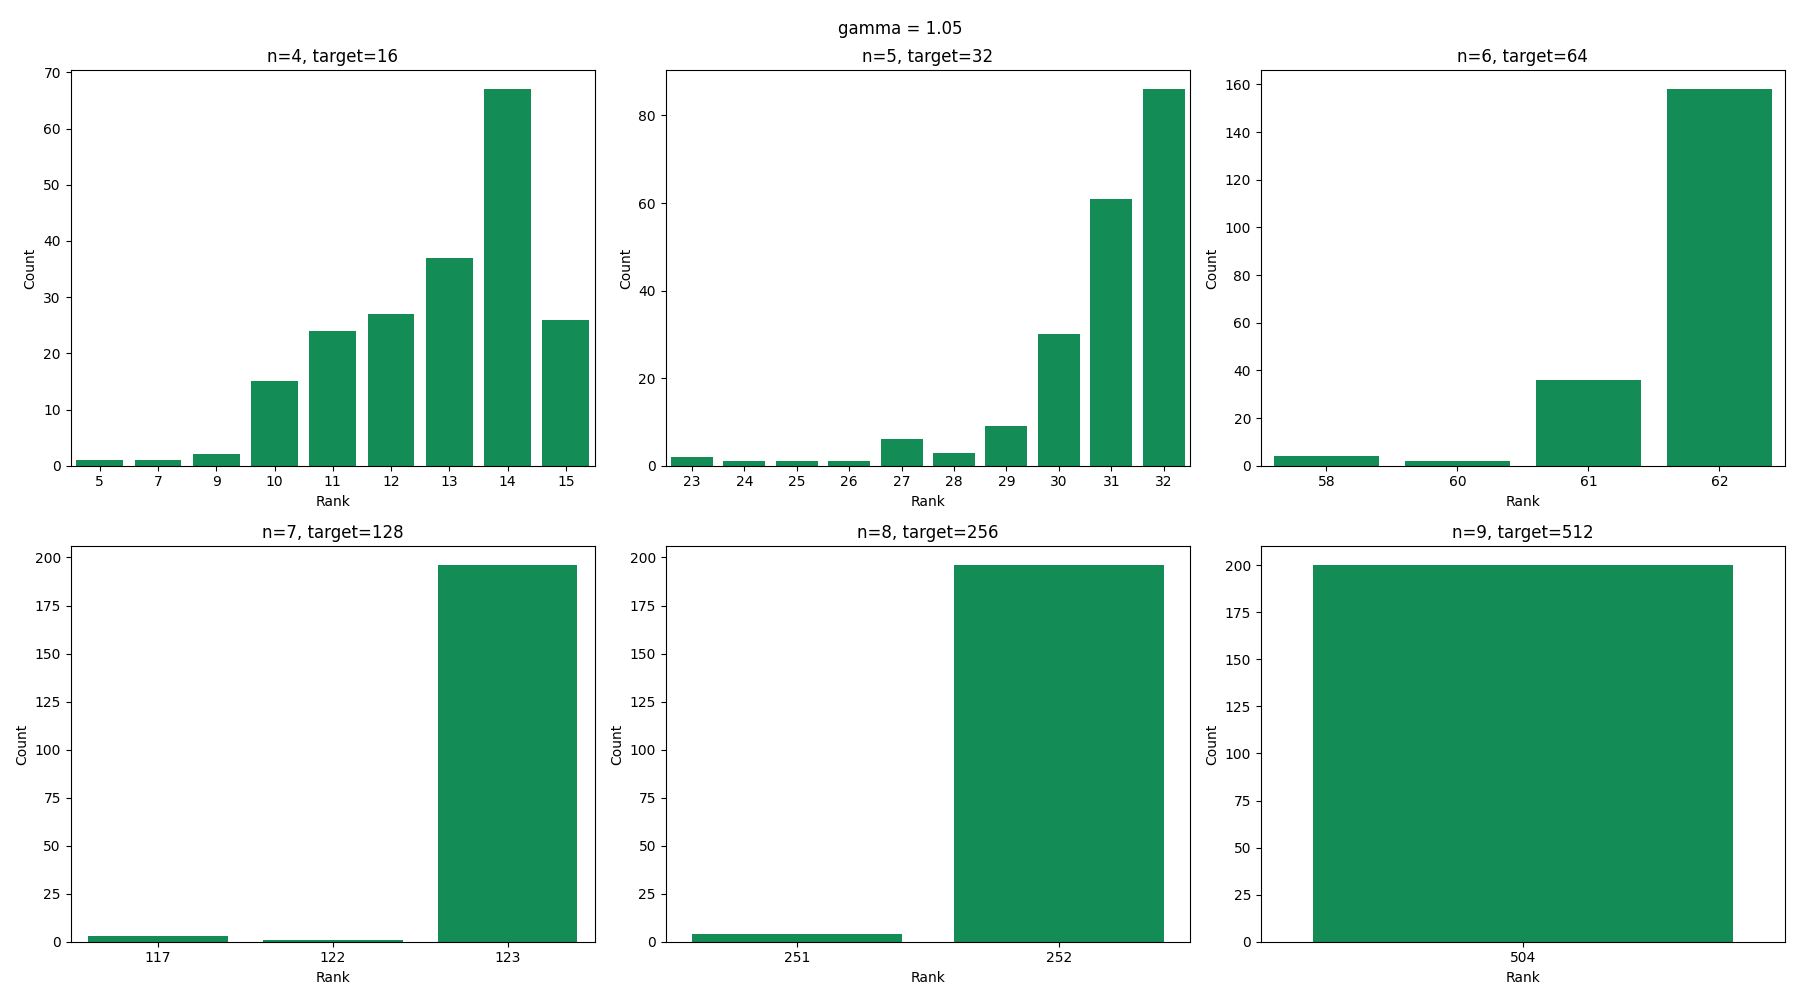 gamma = 1.05
n=4, target=16
70
60
50
40
30
20
10
0
Count
5 7 9 10 11 12 13 14 15
Rank
n=5, target=32
80
60
40
20
0
Count
23 24 25 26 27 28 29 30 31 32
Rank
n=6, target=64
160
140
120
100
80
60
40
20
0
Count
58 60 61 62
Rank
n=7, target=128
200
175
150
125
100
75
50
25
0
Count
117 122 123
Rank
n=8, target=256
200
175
150
125
100
75
50
25
0
Count
251 252
Rank
n=9, target=512
200
175
150
125
100
75
50
25
0
Count
504
Rank